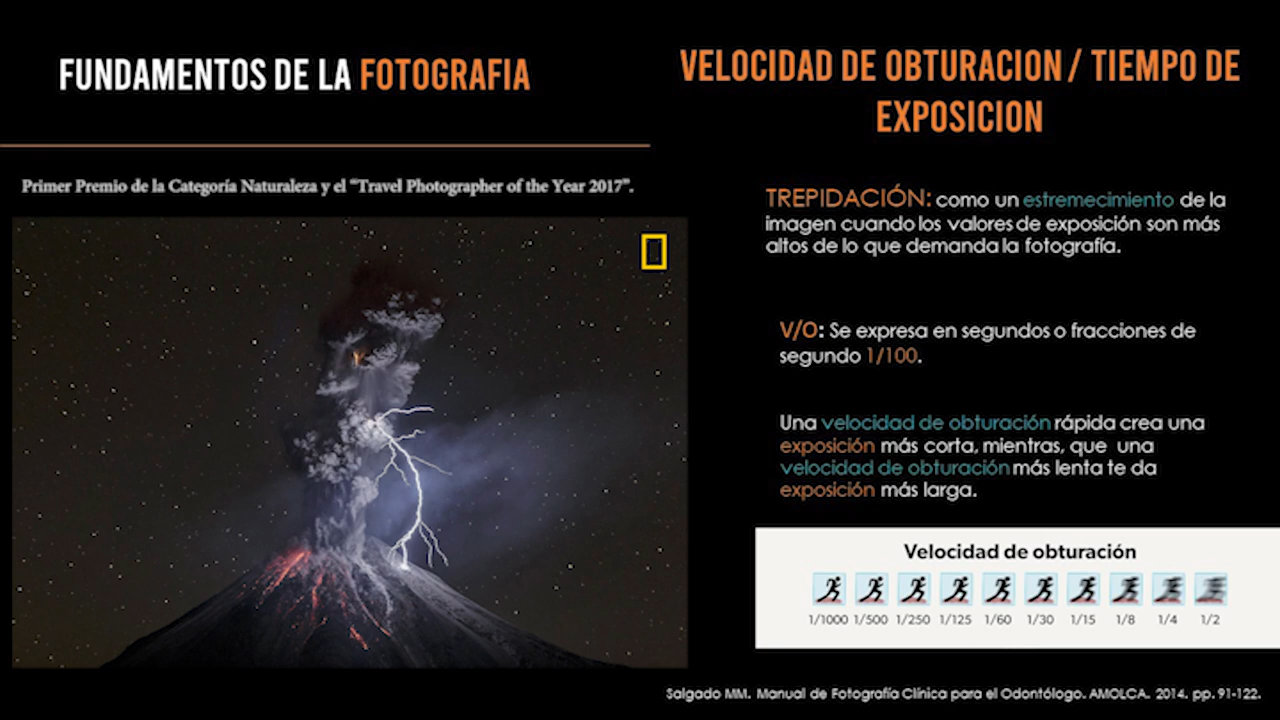 FUNDAMENTOS DE LA FOTOGRAFIA
Primer Premio de la Categoría Naturaleza y el “Travel Photographer of the Year 2017”.
VELOCIDAD DE OBTURACION / TIEMPO DE
EXPOSICION
TREPIDACIÓN: como un estremecimiento de la
imagen cuando los valores de exposición son más
altos de lo que demanda la fotografía.
V/O: Se expresa en segundos o fracciones de
segundo 1/100.
Una velocidad de obturación rápida crea una
exposición más corta, mientras, que una
velocidad de obturación más lenta te da
exposición más larga.
Velocidad de obturación
1/1000 1/500 1/250 1/125 1/60 1/30 1/15 1/8 1/4 1/2
Salgado MM. Manual de Fotografía Clínica para el Odontólogo. AMOLCA. 2014. pp. 91-122.